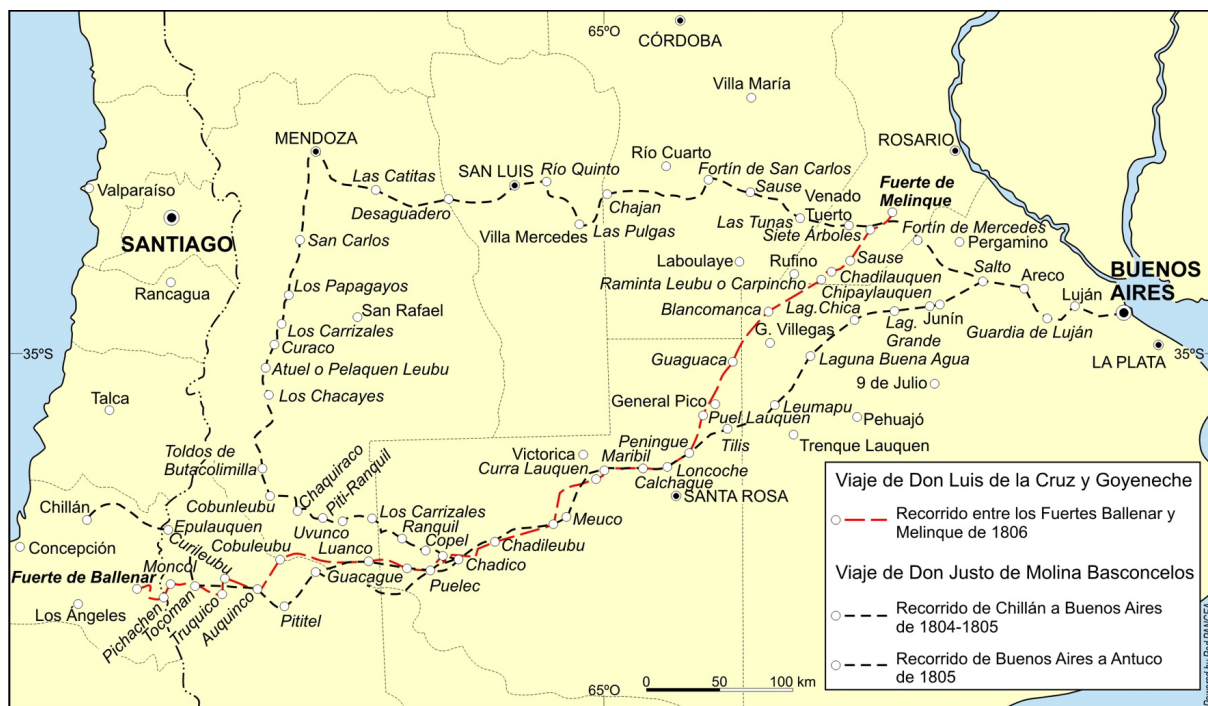 65ºO
CÓRDOBA
Villa María
MENDOZA
ROSARIO
Río Cuarto
Fortín de San Carlos
Las Catitas
SAN LUIS
Río Quinto
Valparaíso
Sause
Fuerte de
Melinque
Venado
Tuerto
Desaguadero
Chajan
SANTIAGO
Villa Mercedes
Las Pulgas
Las Tunas
Siete Árboles
Fortín de Mercedes
San Carlos
Pergamino
Sause
Laboulaye
Rufino
Chadilauquen
Salto
Areco
BUENOS
AIRES
Rancagua
Raminta Leubu o Carpincho
Chipaylauquen
Los Papagayos
San Rafael
Blancomanca
Lag.Chica
Lag.
Grande
Junín
Luján
Guardia de Luján
Los Carrizales
G. Villegas
Curaco
35ºS
35ºS
LA PLATA
Guaguaca
Laguna Buena Agua
Atuel o Pelaquen Leubu
9 de Julio
Los Chacayes
Talca
General Pico
Puel Lauquen
Leumapu
Pehuajó
Tilis
Trenque Lauquen
Toldos de
Butacolimilla
Victorica
Peningue
Maribil
Curra Lauquen
Loncoche
Calchague
SANTA ROSA
Cobunleubu
Chaquiraco
Piti-Ranquil
Chillán
Uvunco
Los Carrizales
Ranquil
Copel
Meuco
Epulauquen
Concepción
Curileubu
Cobuleubu
Luanco
Chadileubu
Chadico
Fuerte de Ballenar
Moncol
Guacague
Puelec
Los Ángeles
Pichachen
Tocoman
Truquico
Auquinco
Pititel
65ºO
0 50 100 km
Viaje de Don Luis de la Cruz y Goyeneche
Recorrido entre los Fuertes Ballenar y
Melinque de 1806
Viaje de Don Justo de Molina Basconcelos
Recorrido de Chillán a Buenos Aires
de 1804-1805
Recorrido de Buenos Aires a Antuco
de 1805